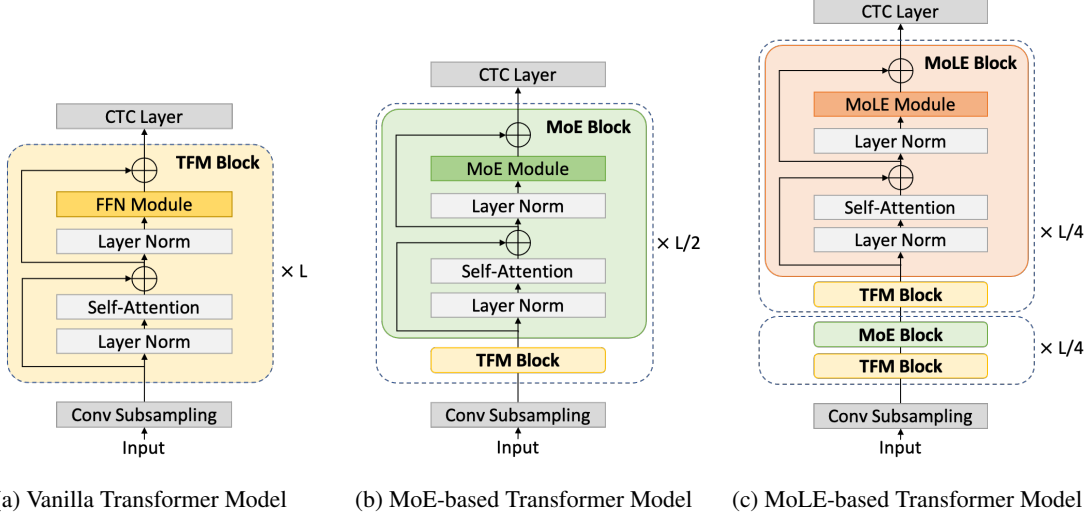 CTC Layer
TFM Block
FFN Module
Layer Norm
Self-Attention
Layer Norm
× L
Conv Subsampling
Input
a) Vanilla Transformer Model
CTC Layer
MoE Block
MoE Module
Layer Norm
Self-Attention
Layer Norm
× L/2
TFM Block
Conv Subsampling
Input
(b) MoE-based Transformer Model
CTC Layer
MoLE Block
MoLE Module
Layer Norm
Self-Attention
Layer Norm
× L/4
TFM Block
MoE Block
× L/4
TFM Block
Conv Subsampling
Input
(c) MoLE-based Transformer Model